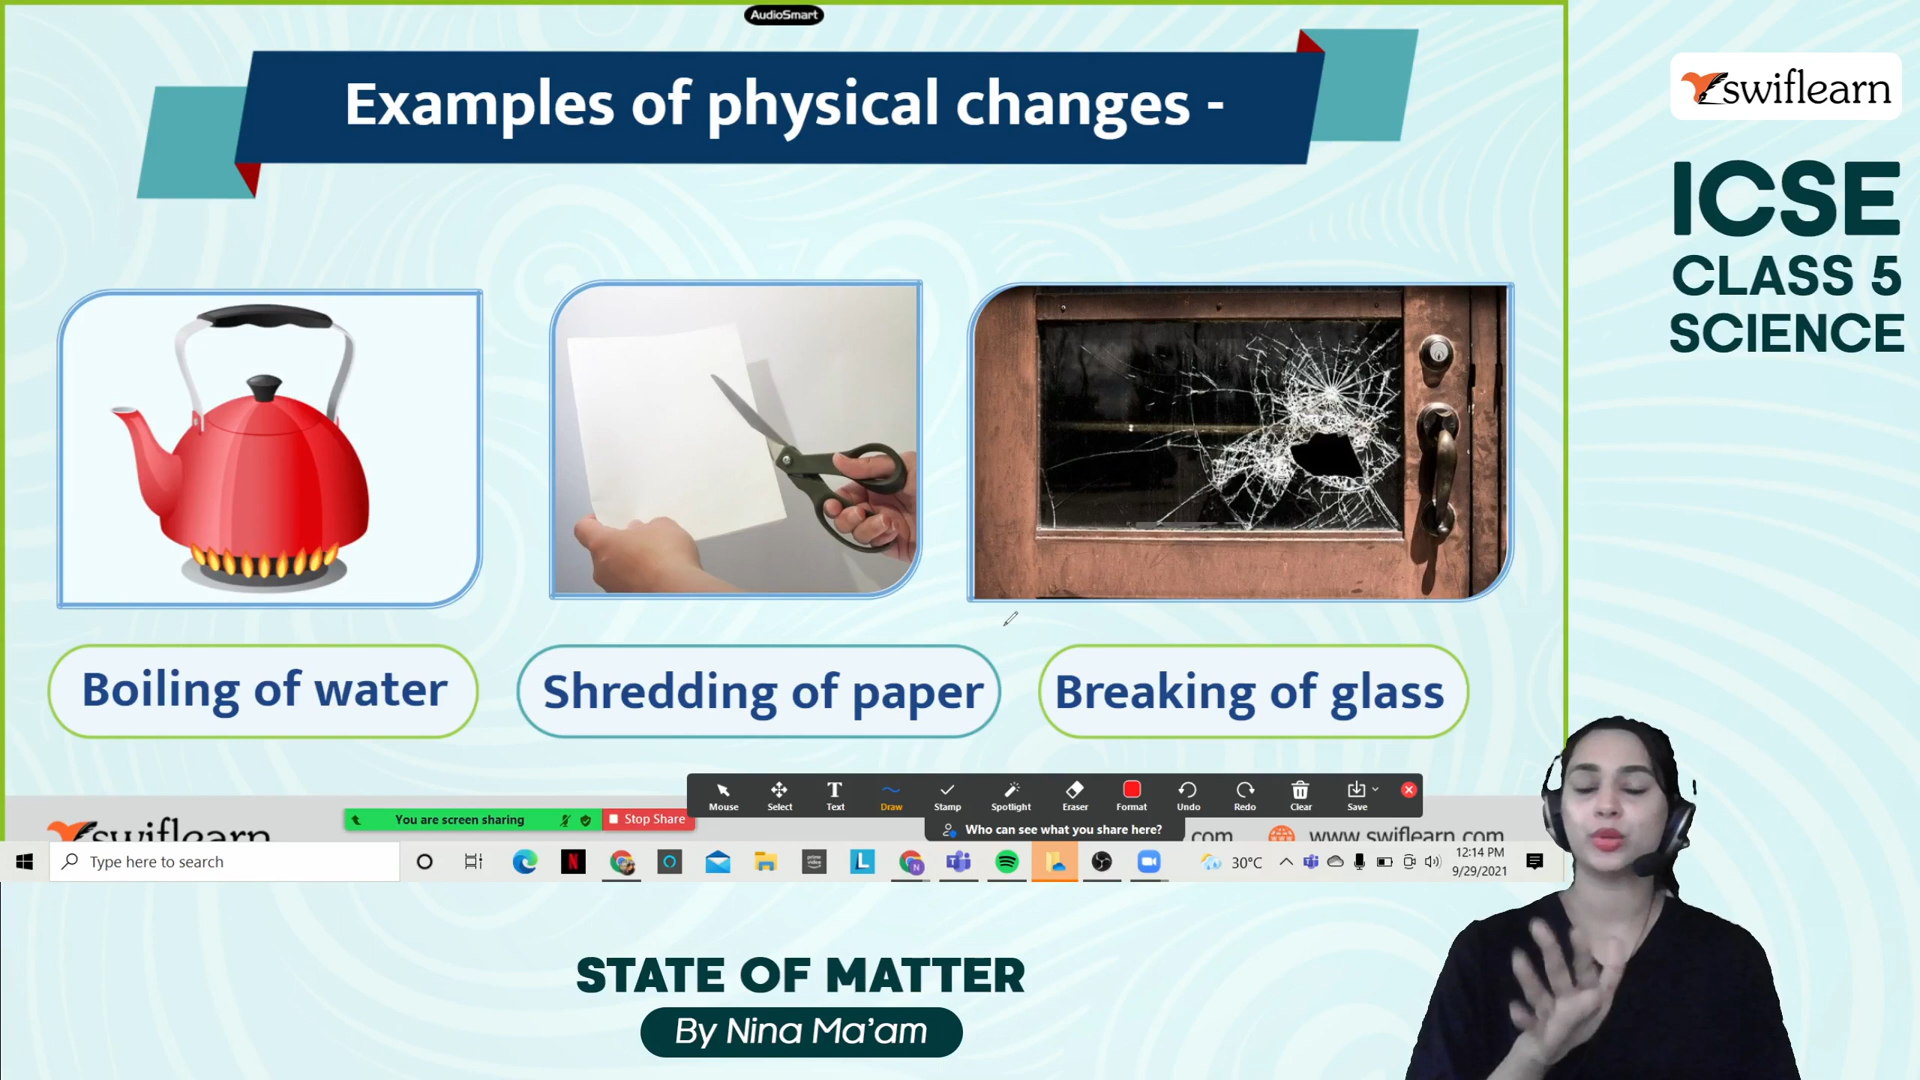 AudioSmart
Examples of physical changes -
swiflearn
ICSE
CLASS 5
SCIENCE
Boiling of water
Shredding of paper
Breaking of glass
Mouse
Select
Text
Draw
Stamp
Spotlight
Eraser
Format
Undo
Redo
Clear
Save
You are screen sharing
Stop Share
Who can see what you share here?
swiflearn
.com
www.swiflearn.com
Type here to search
30°C
12:14 PM
9/29/2021
STATE OF MATTER
By Nina Ma'am